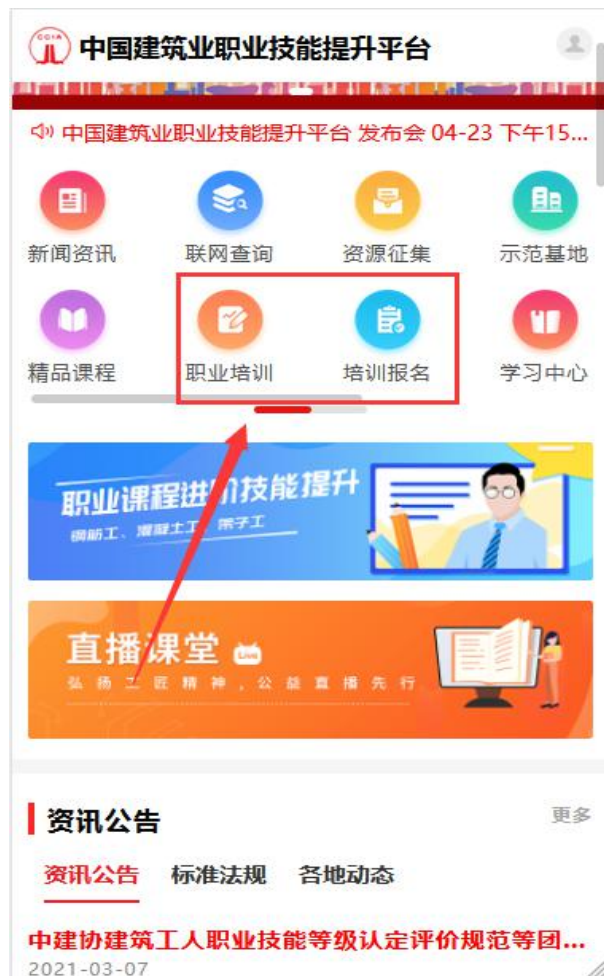 CCIA
中国建筑业职业技能提升平台
中国建筑业职业技能提升平台 发布会 04-23 下午15...
新闻资讯 联网查询 资源征集 示范基地
精品课程 职业培训 培训报名 学习中心
职业课程进阶技能提升
钢筋工、混凝土工、架子工
直播课堂 Live
弘扬工匠精神，公益直播先行
资讯公告 更多
资讯公告 标准法规 各地动态
中建协建筑工人职业技能等级认定评价规范等团...
2021-03-07